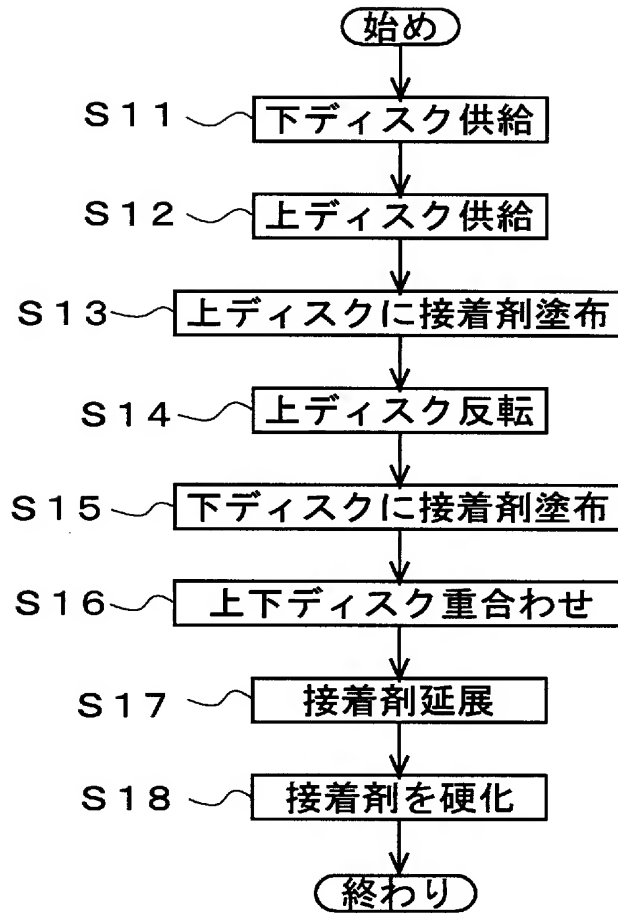 始め
S11 下ディスク供給
S12 上ディスク供給
S13 上ディスクに接着剤塗布
S14 上ディスク反転
S15 下ディスクに接着剤塗布
S16 上下ディスク重合わせ
S17 接着剤延展
S18 接着剤を硬化
終わり